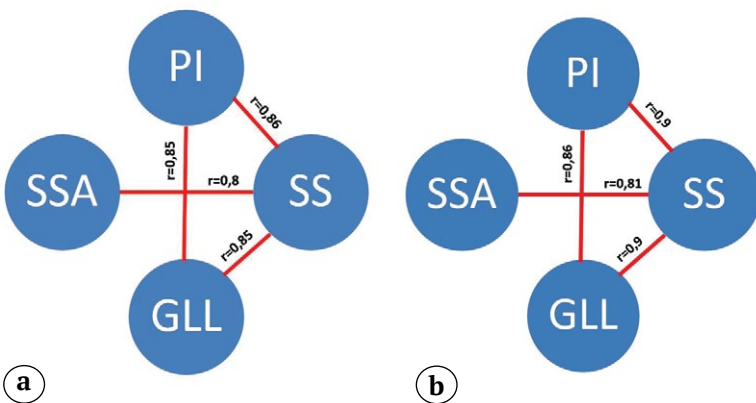 PI
r=0,86
r=0,85
SSA
r=0,8
SS
r=0,85
GLL
a
PI
r=0,9
r=0,86
SSA
r=0,81
SS
r=0,9
GLL
b